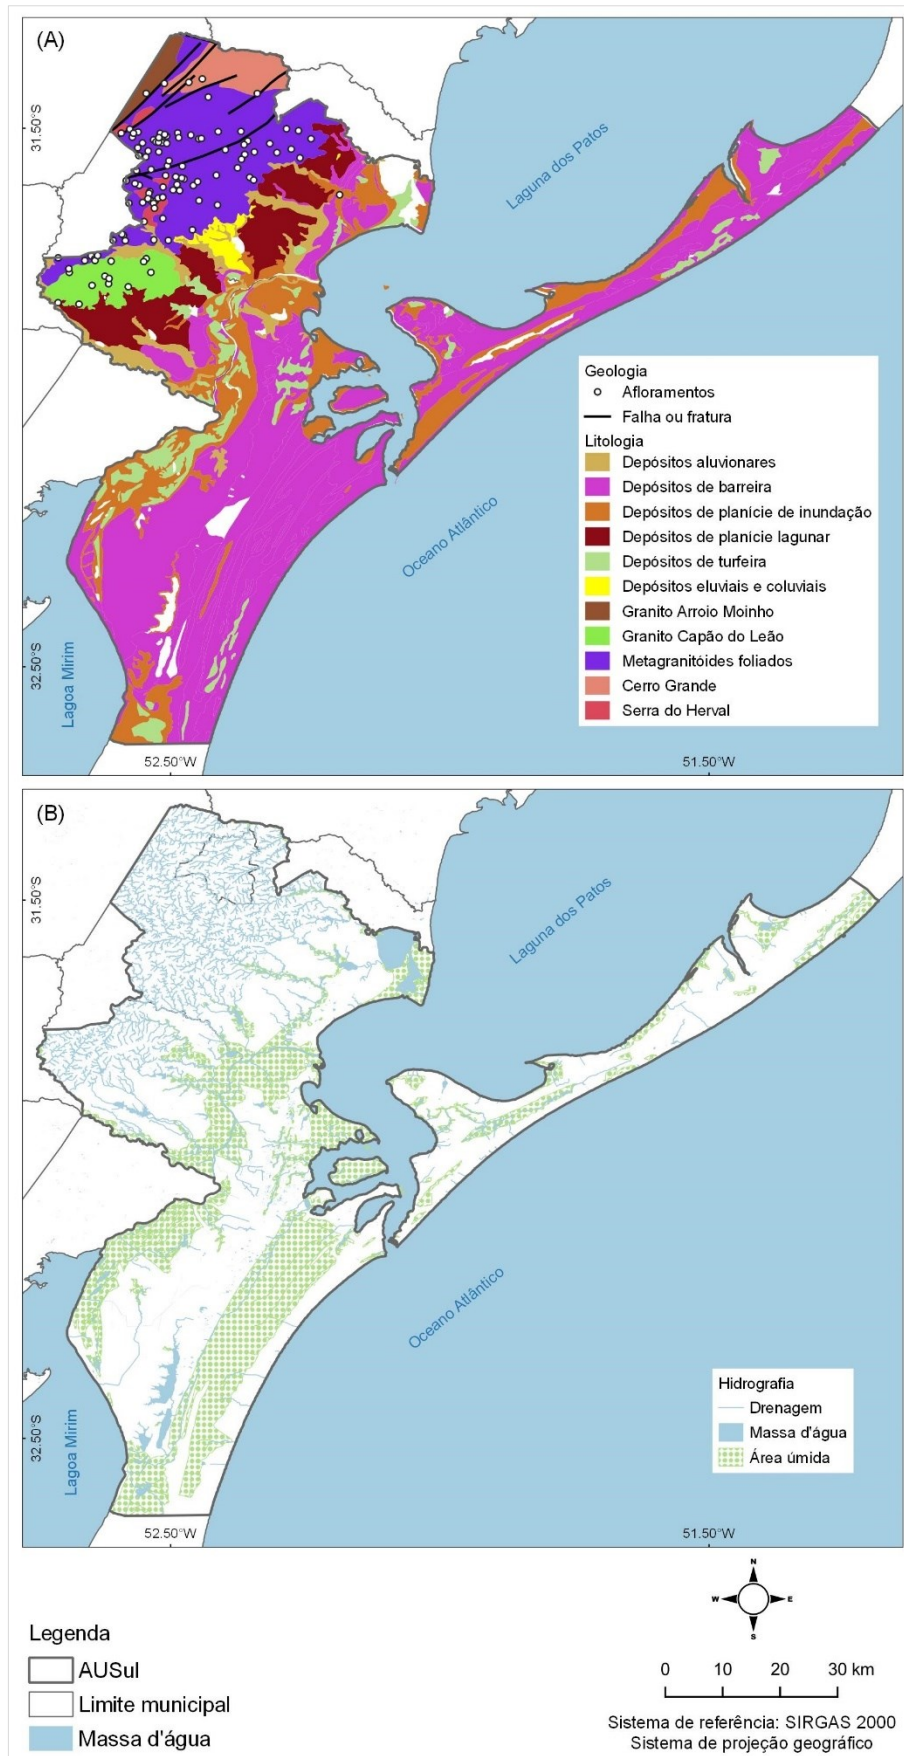 (A)
31.50°S
Laguna dos Patos
Geologia
Afloramentos
Falha ou fratura
Litologia
Depósitos aluvionares
Depósitos de barreira
Depósitos de planície de inundação
Depósitos de planície lagunar
Depósitos de turfeira
Depósitos eluviais e coluviais
Granito Arroio Moinho
Granito Capão do Leão
Metagranitóides foliados
Cerro Grande
Serra do Herval
Oceano Atlântico
32.50°S
Lagoa Mirim
52.50°W
51.50°W
(B)
31.50°S
Laguna dos Patos
Oceano Atlântico
Hidrografia
Drenagem
Massa d'água
Área úmida
32.50°S
Lagoa Mirim
52.50°W
51.50°W
N
W
E
S
Legenda
AUSul
Limite municipal
Massa d'água
0 10 20 30 km
Sistema de referência: SIRGAS 2000
Sistema de projeção geográfico